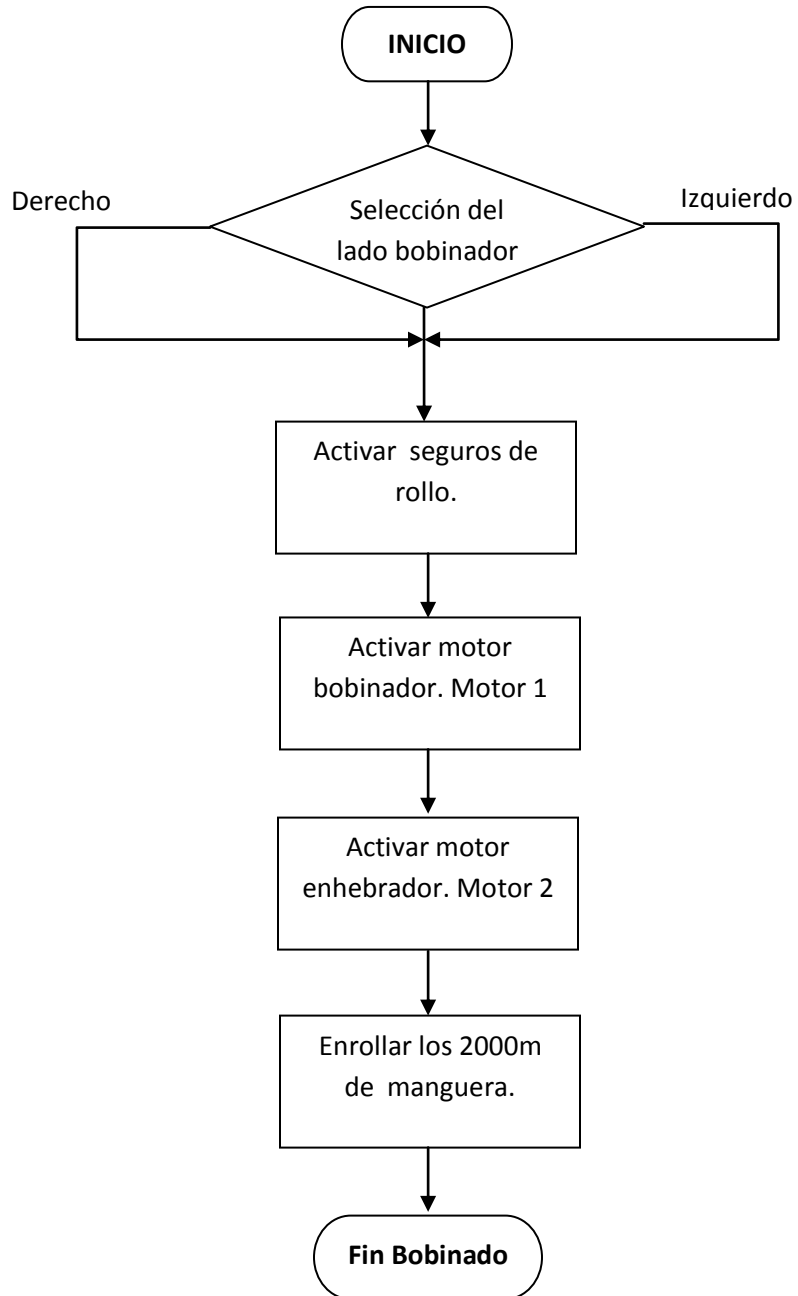 INICIO
Derecho
Selección del
lado bobinador
Izquierdo
Activar seguros de
rollo.
Activar motor
bobinador. Motor 1
Activar motor
enhebrador. Motor 2
Enrollar los 2000m
de manguera.
Fin Bobinado